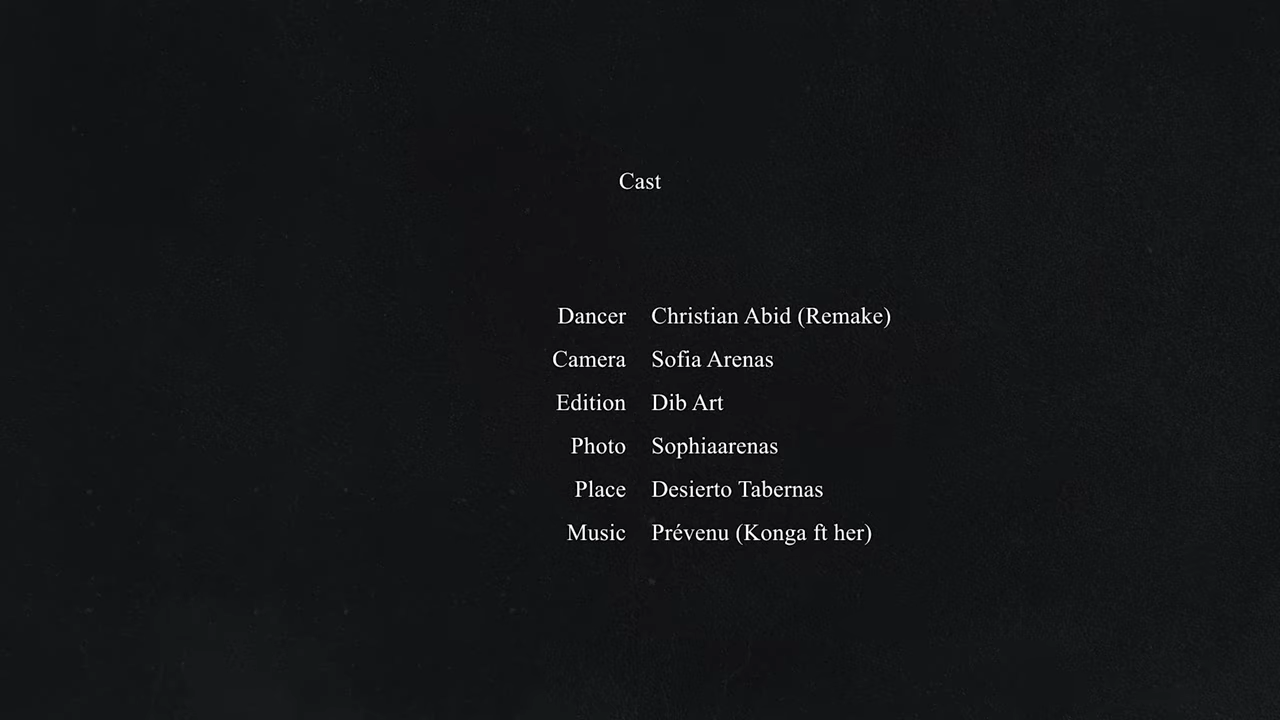 Cast
Dancer Christian Abid (Remake)
Camera Sofia Arenas
Edition Dib Art
Photo Sophiaarenas
Place Desierto Tabernas
Music Prévenu (Konga ft her)